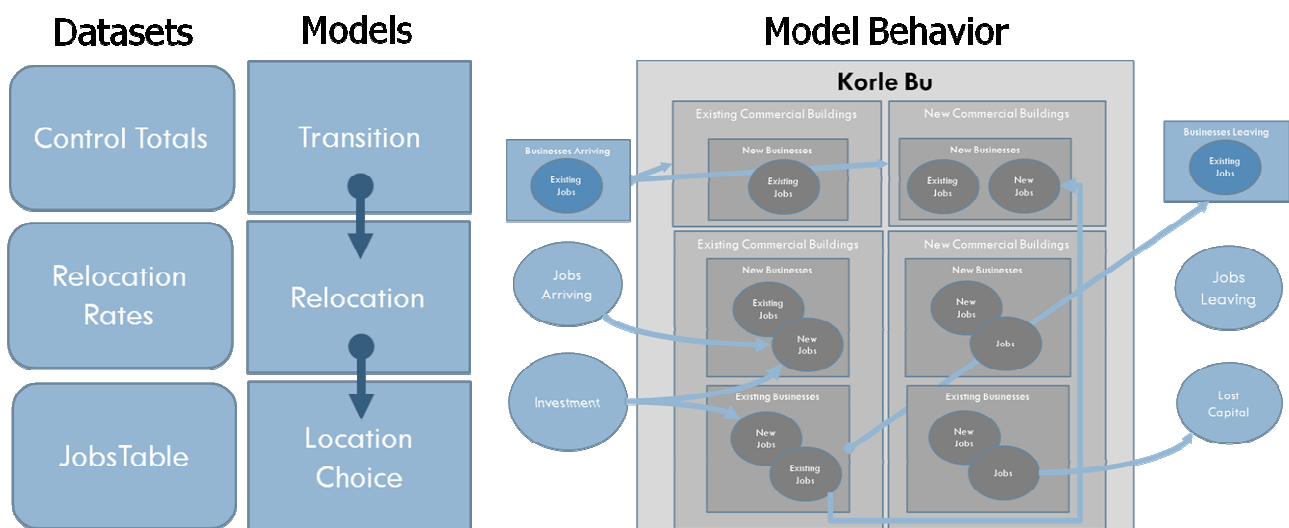 Datasets
Models
Model Behavior
Control Totals
Relocation
Rates
JobsTable
Transition
Relocation
Location
Choice
Korle Bu
Businesses Arriving
Existing
Jobs
Jobs
Arriving
Investment
Existing Commercial Buildings
New Businesses
Existing
Jobs
New Commercial Buildings
New Businesses
Existing
Jobs
New
Jobs
Existing Commercial Buildings
New Businesses
Existing
Jobs
New
Jobs
Existing Businesses
New
Jobs
Existing
Jobs
New Commercial Buildings
New Businesses
New
Jobs
Jobs
Existing Businesses
New
Jobs
Jobs
Businesses Leaving
Existing
Jobs
Jobs
Leaving
Lost
Capital